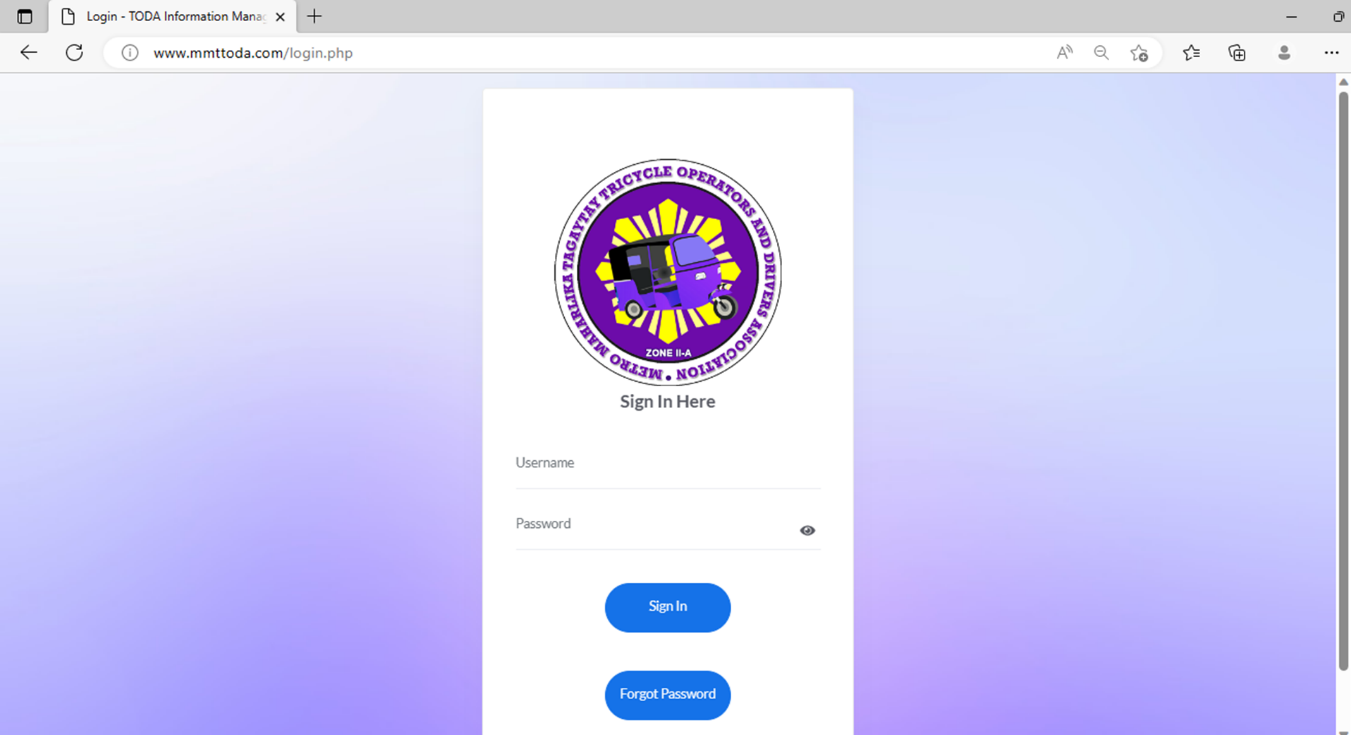 Login - TODA Information Manag
www.mmttoda.com/login.php
METRO MAHARLIKA TAGAYTAY TRICYCLE OPERATORS AND DRIVERS ASSOCIATION •
ZONE II-A
Sign In Here
Username
Password
Sign In
Forgot Password